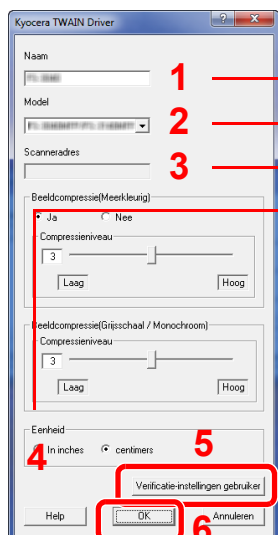 Kyocera TWAIN Driver
Naam
1
Model
2
Scanneradres
3
Beeldcompressie(Meerkleurig)
Ja Nee
Compressieniveau
3
Laag Hoog
Beeldcompressie(Grijsschaal / Monochroom)
Compressieniveau
3
Laag Hoog
Eenheid
4 In inches centimers 5
Verificatie-instellingen gebruiker
Help OK Annuleren
6